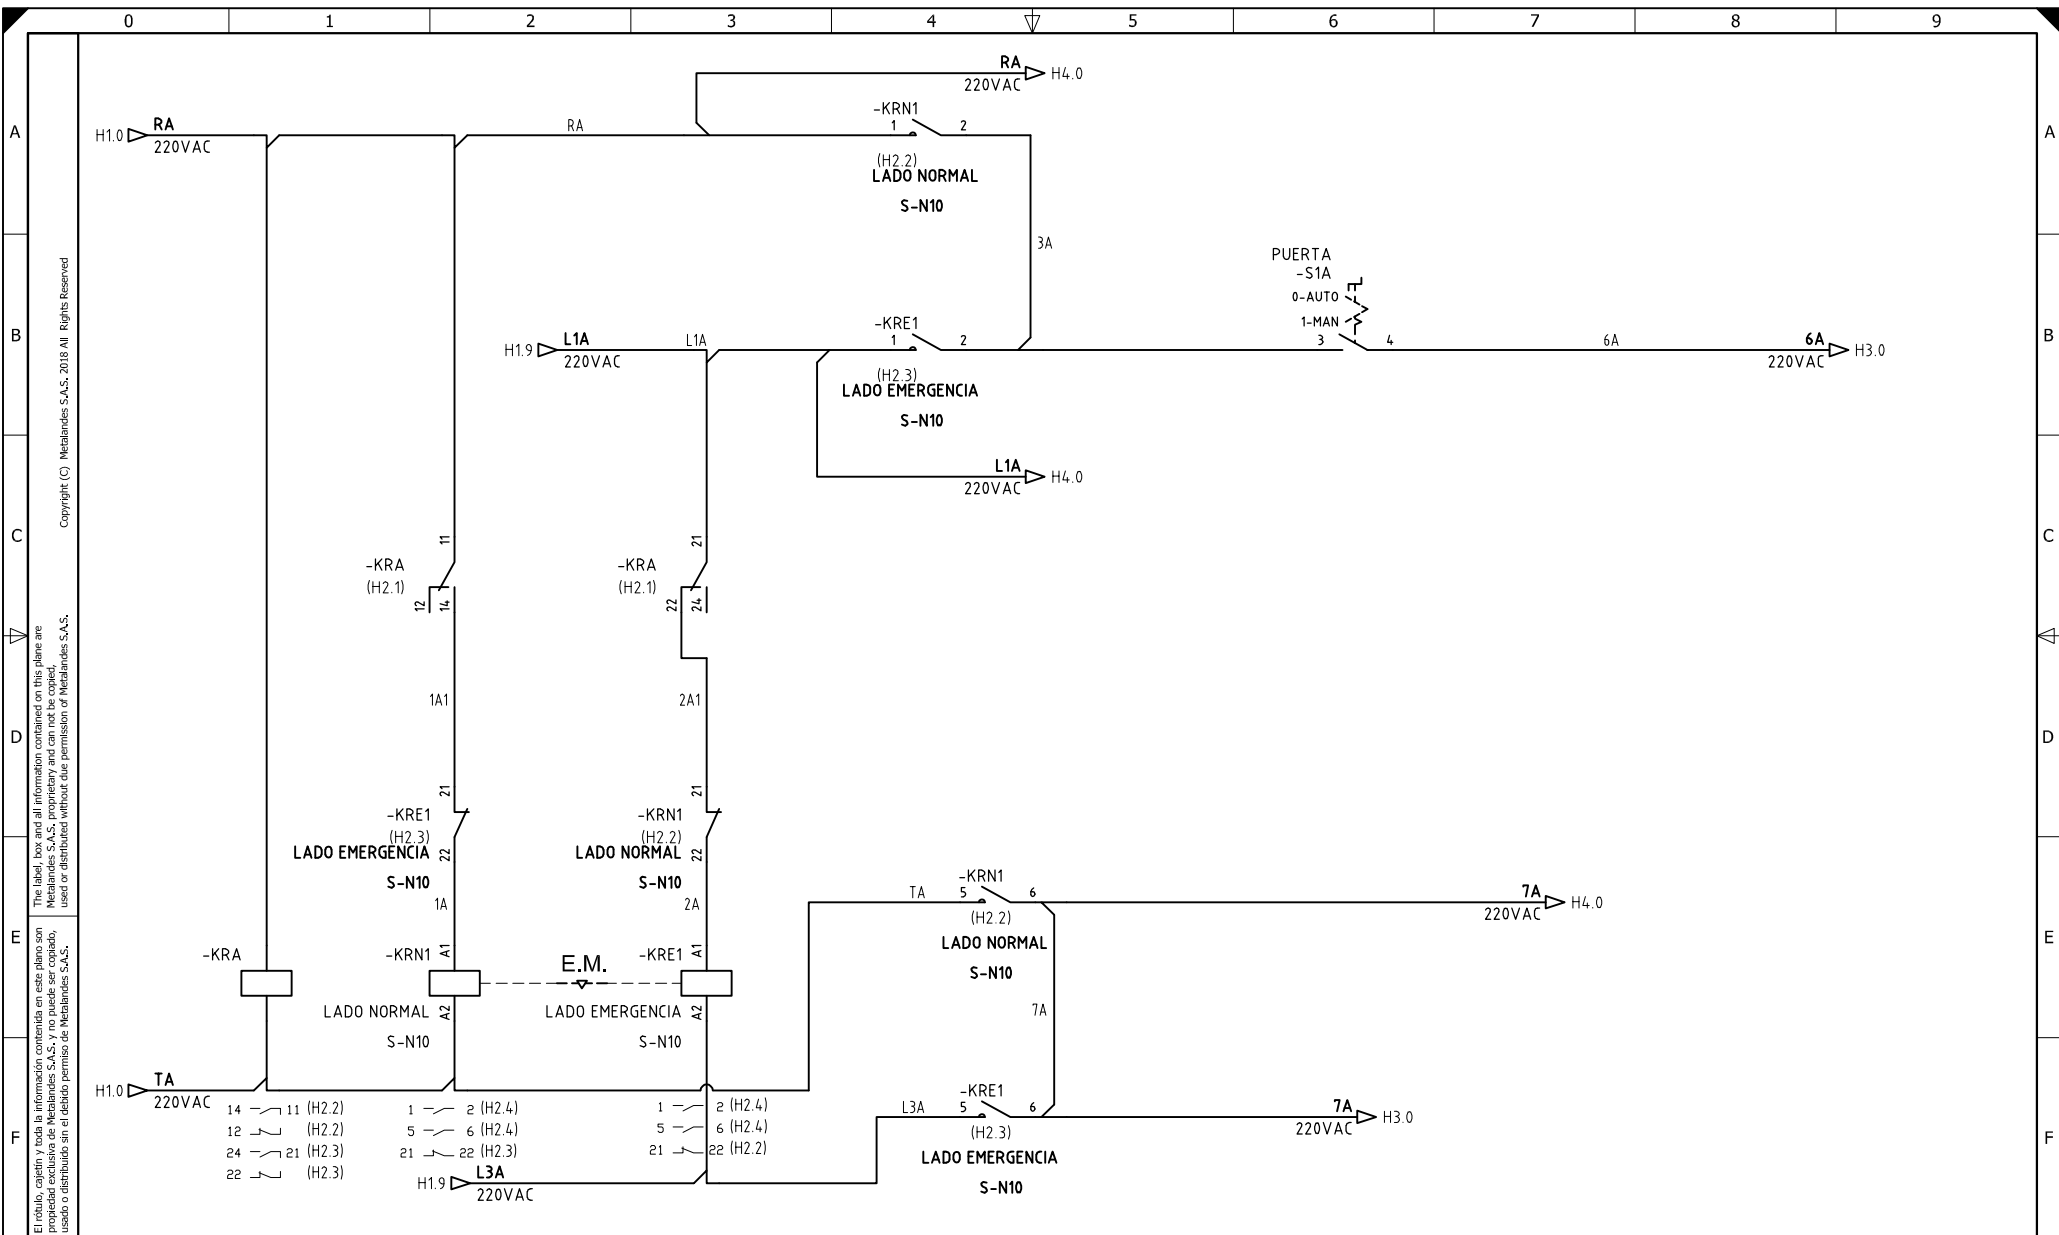 0 1 2 3 4 5 6 7 8 9
A
B
C
D
E
F
A
B
C
D
E
F
Copyright (C) Metalandes S.A.S. 2018 All Rights Reserved
The label, box and all information contained on this plane are
Metalandes S.A.S. proprietary and can not be copied,
used or distributed without due permission of Metalandes S.A.S.
El rótulo, cajetín y toda la información contenida en este plano son
propiedad exclusiva de Metalandes S.A.S. y no puede ser copiado,
usado o distribuido sin el debido permiso de Metalandes S.A.S.
RA
220VAC
H4.0
H1.0
RA
220VAC
RA
-KRN1
1 2
(H2.2)
LADO NORMAL
S-N10
3A
PUERTA
-S1A
0-AUTO
1-MAN
3 4
6A
6A
220VAC
H3.0
H1.9
L1A
220VAC
L1A
-KRE1
1 2
(H2.3)
LADO EMERGENCIA
S-N10
L1A
220VAC
H4.0
11
-KRA
(H2.1)
12
14
21
-KRA
(H2.1)
22
24
1A1
2A1
21
-KRE1
(H2.3)
LADO EMERGENCIA
22
S-N10
1A
21
-KRN1
(H2.2)
LADO NORMAL
22
S-N10
2A
-KRA
-KRN1
A1
LADO NORMAL
A2
S-N10
E.M.
-KRE1
A1
LADO EMERGENCIA
A2
S-N10
TA
-KRN1
5 6
(H2.2)
LADO NORMAL
S-N10
7A
220VAC
H4.0
7A
H1.0
TA
220VAC
14 11 (H2.2)
12 (H2.2)
24 21 (H2.3)
22 (H2.3)
1 2 (H2.4)
5 6 (H2.4)
21 22 (H2.3)
1 2 (H2.4)
5 6 (H2.4)
21 22 (H2.2)
H1.9
L3A
220VAC
L3A
-KRE1
5 6
(H2.3)
LADO EMERGENCIA
S-N10
7A
220VAC
H3.0